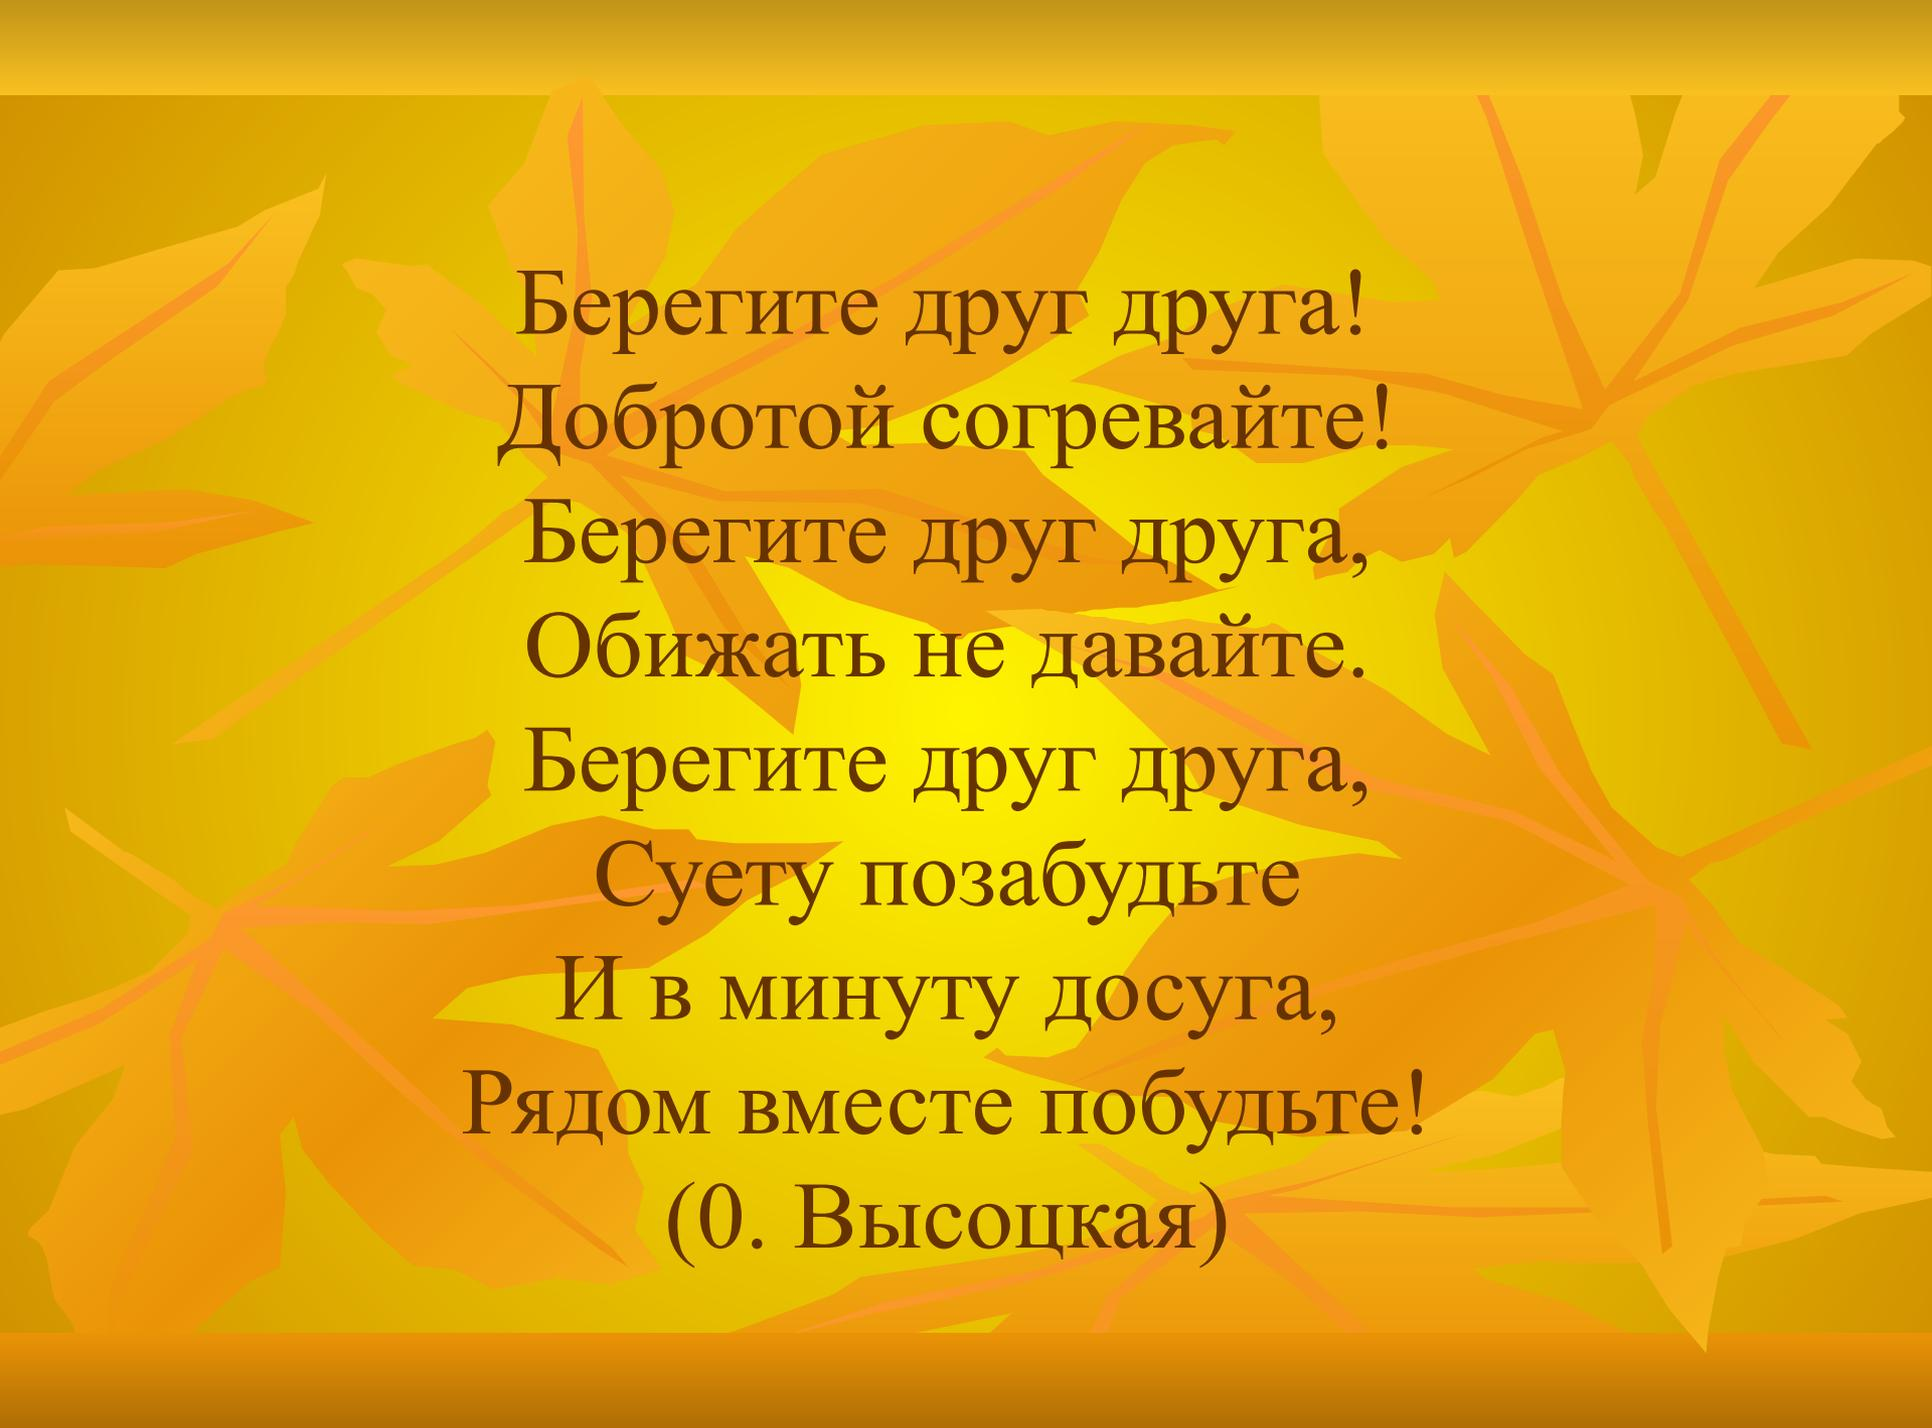 Берегите друг друга!
Добротой согревайте!
Берегите друг друга,
Обижать не давайте.
Берегите друг друга,
Суету позабудьте
И в минуту досуга,
Рядом вместе побудьте!
(0. Высоцкая)